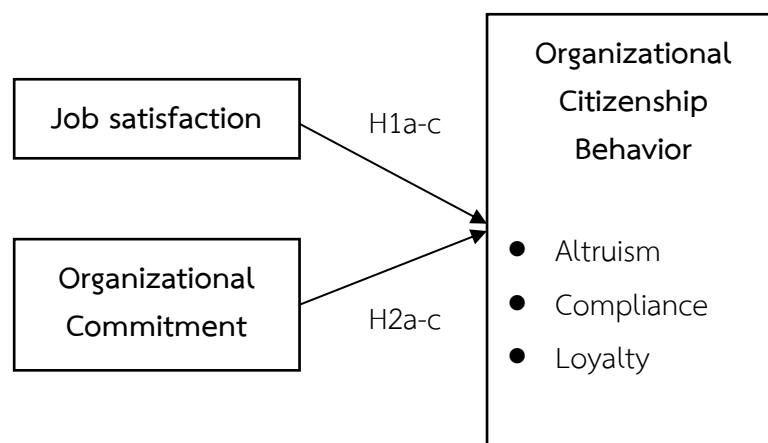 Job satisfaction
H1a-c
Organizational
Commitment
H2a-c
Organizational
Citizenship
Behavior
● Altruism
● Compliance
● Loyalty